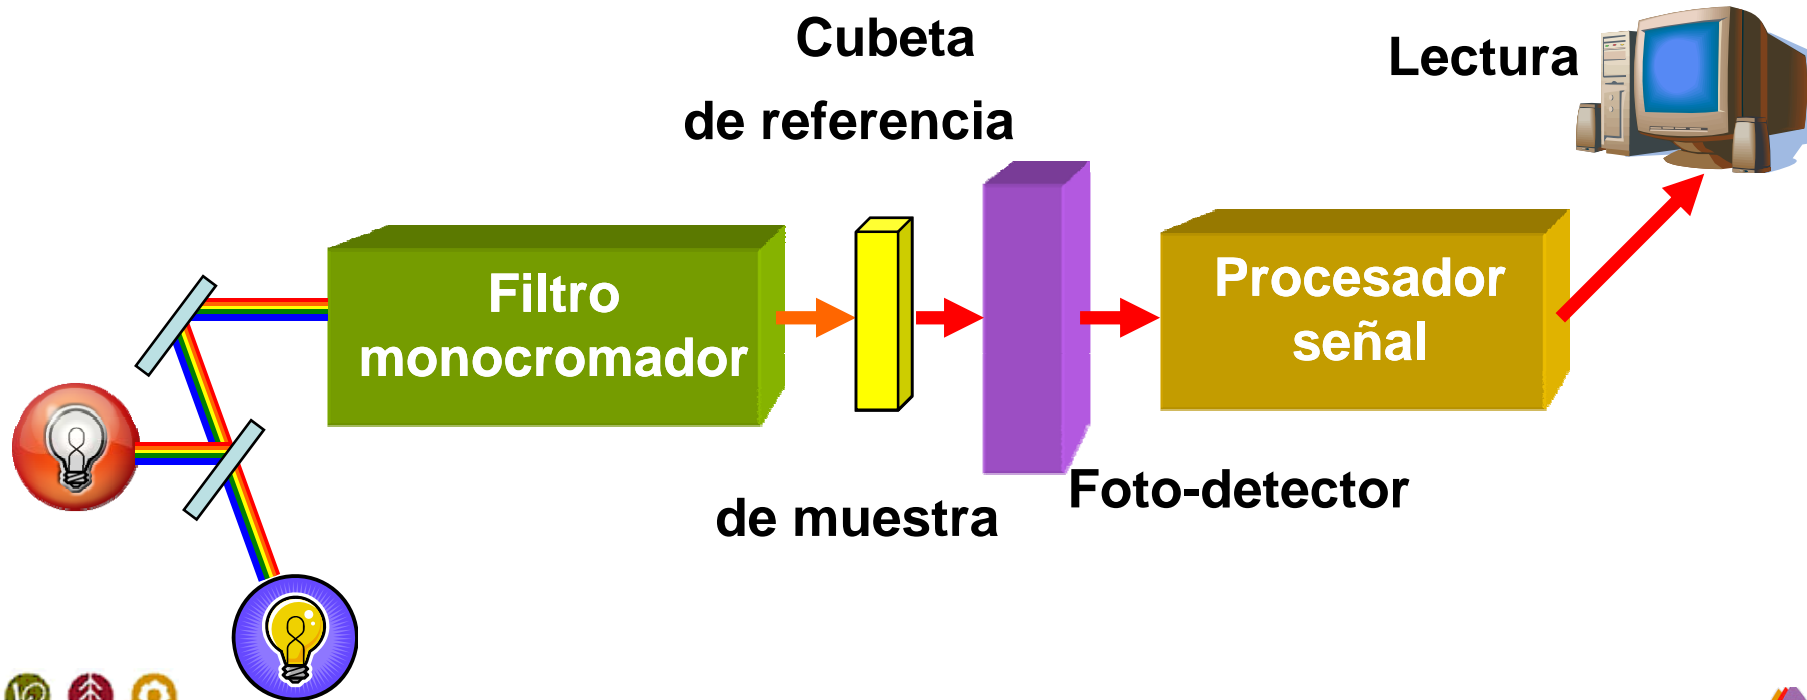 Cubeta
de referencia
Lectura
Filtro
monocromador
Procesador
señal
de muestra
Foto-detector